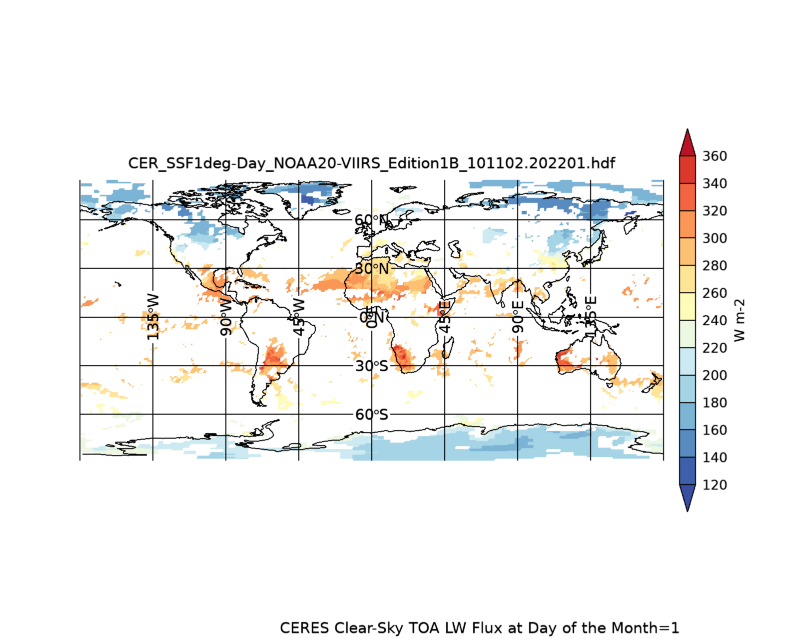 CER_SSF1deg-Day_NOAA20-VIIRS_Edition1B_101102.202201.hdf
60°N
30°N
0°N
30°S
60°S
135°W
90°W
45°W
0°E
45°E
90°E
135°E
360
340
320
300
280
260
240
220
200
180
160
140
120
W m-2
CERES Clear-Sky TOA LW Flux at Day of the Month=1